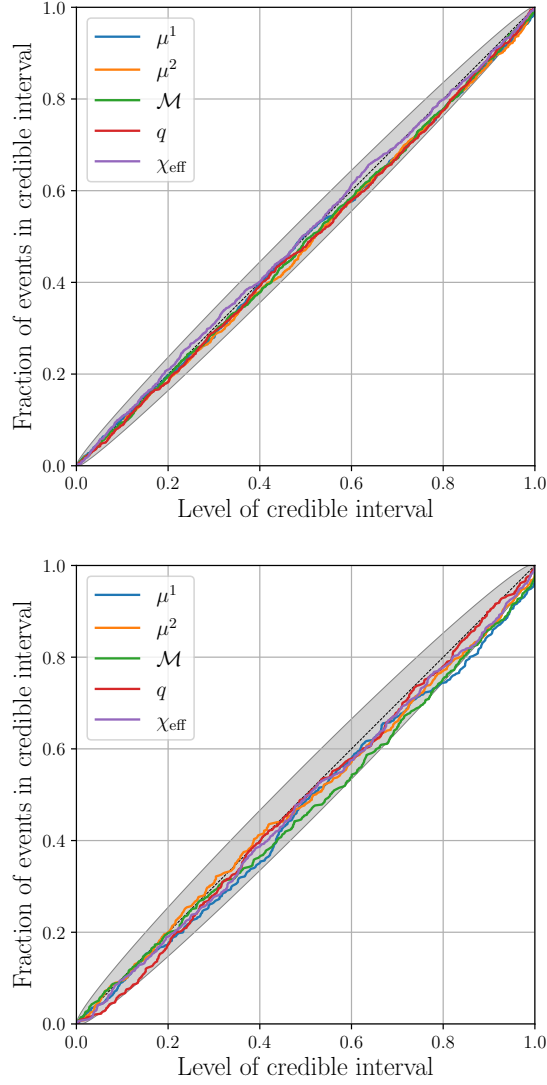 1.0
0.8
0.6
0.4
0.2
0.0
0.0 0.2 0.4 0.6 0.8 1.0
Fraction of events in credible interval
Level of credible interval
μ¹
μ²
ℳ
q
χ_eff
1.0
0.8
0.6
0.4
0.2
0.0
0.0 0.2 0.4 0.6 0.8 1.0
Fraction of events in credible interval
Level of credible interval
μ¹
μ²
ℳ
q
χ_eff